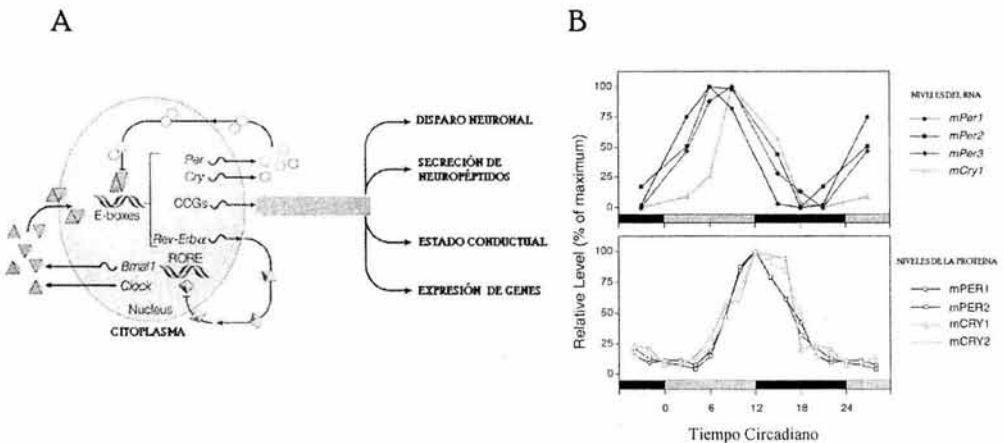 A
Per
Cry
E-boxes
CCGs
Rev-Erbα
RORE
Bmal1
Clock
Nucleus
CITOPLASMA
DISPARO NEURONAL
SECRECIÓN DE
NEUROPÉPTIDOS
ESTADO CONDUCTUAL
EXPRESIÓN DE GENES
B
Relative Level (% of maximum)
100
75
50
25
0
100
75
50
25
0
0
6
12
18
24
Tiempo Circadiano
NIVELES DEL RNA
mPer1
mPer2
mPer3
mCry1
NIVELES DE LA PROTEINA
mPER1
mPER2
mCRY1
mCRY2